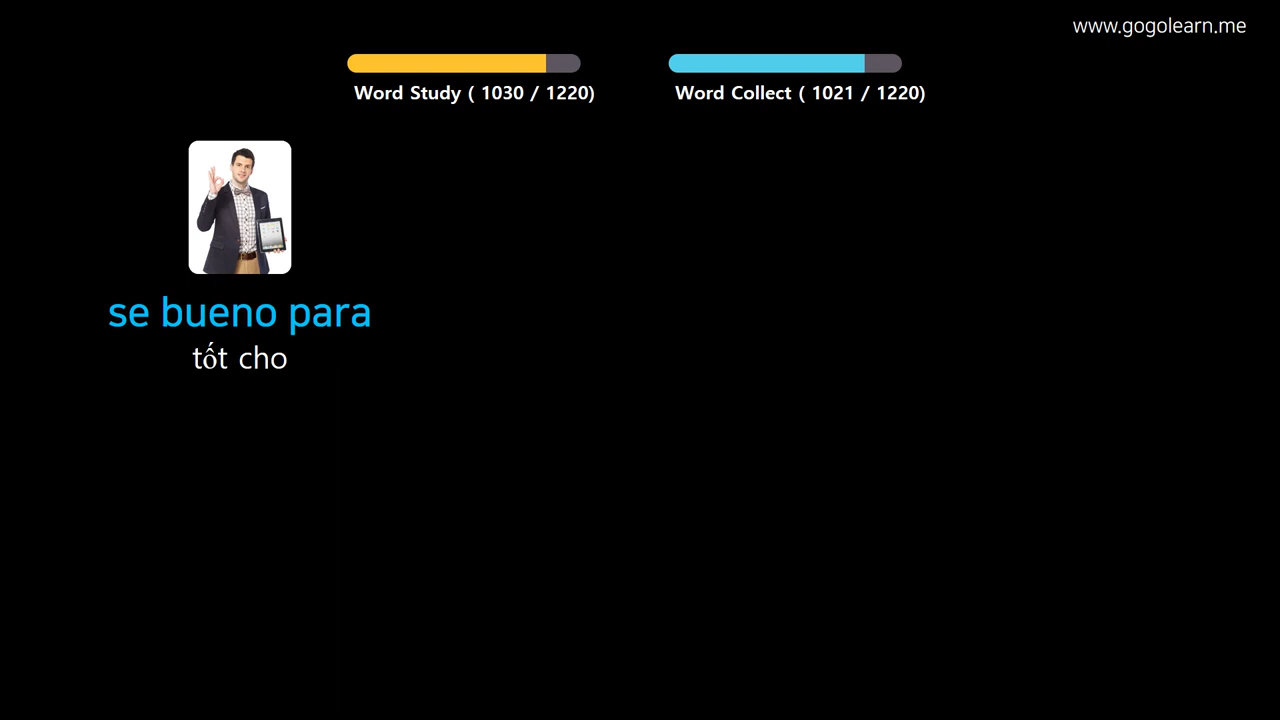 www.gogolearn.me
Word Study ( 1030 / 1220)
Word Collect ( 1021 / 1220)
se bueno para
tốt cho